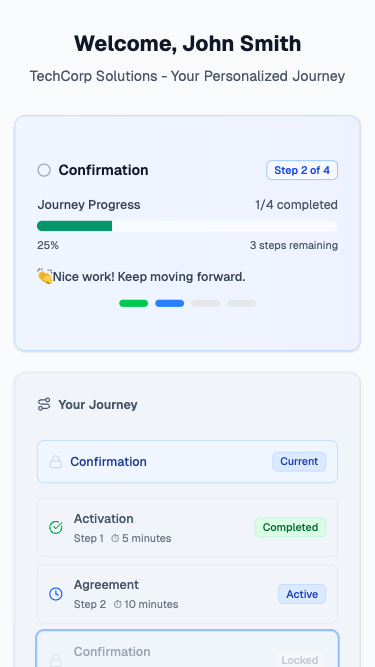 Welcome, John Smith
TechCorp Solutions - Your Personalized Journey
Confirmation
Step 2 of 4
Journey Progress
1/4 completed
25%
3 steps remaining
👏Nice work! Keep moving forward.
Your Journey
Confirmation
Current
Activation
Step 1 ⏱ 5 minutes
Completed
Agreement
Step 2 ⏱ 10 minutes
Active
Confirmation
Locked